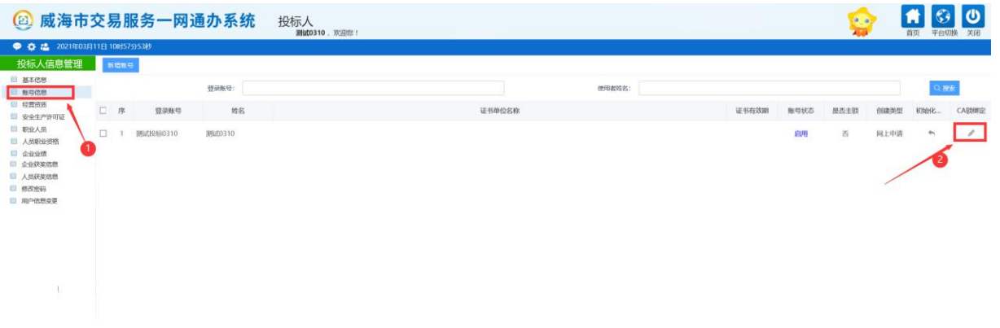 威海市交易服务一网通办系统
投标人
测试0310，欢迎您！
首页 平台切换 关闭
2021年03月11日 10时57分53秒
投标人信息管理
新增账号
基本信息
账号信息
经营资质
安全生产许可证
职业人员
人员职业资格
企业业绩
企业获奖信息
人员获奖信息
修改密码
用户信息变更
登录账号：
使用者姓名：
搜索
序 登录账号 姓名 证书单位名称 证书有效期 账号状态 是否主锁 创建类型 初始化... CA锁绑定
1 测试投标0310 测试0310 启用 否 网上申请
1
2